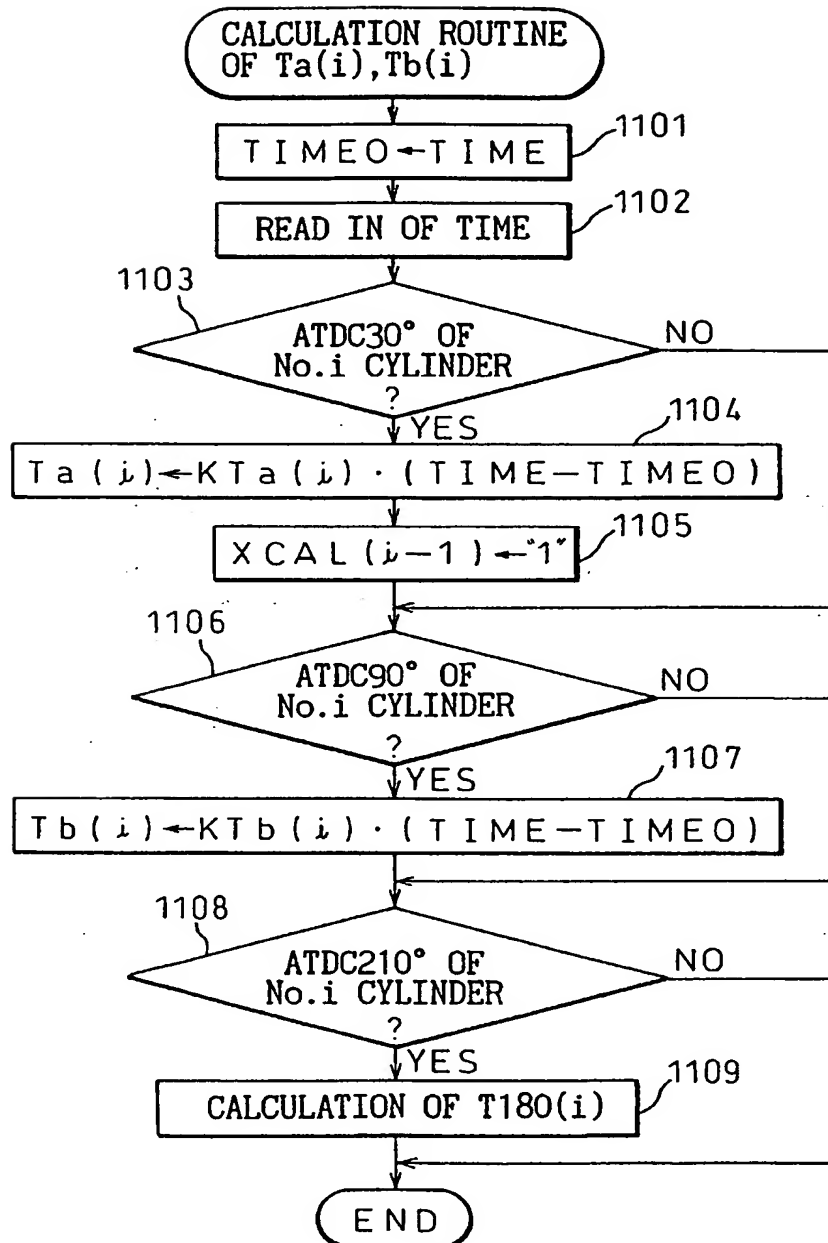 CALCULATION ROUTINE
OF Ta(i),Tb(i)
1101
TIMEO←TIME
1102
READ IN OF TIME
1103
ATDC30° OF
No.i CYLINDER
?
NO
YES
1104
Ta(i)←KTa(i)·(TIME−TIMEO)
1105
XCAL(i−1)←"1"
1106
ATDC90° OF
No.i CYLINDER
?
NO
YES
1107
Tb(i)←KTb(i)·(TIME−TIMEO)
1108
ATDC210° OF
No.i CYLINDER
?
NO
YES
1109
CALCULATION OF T180(i)
END